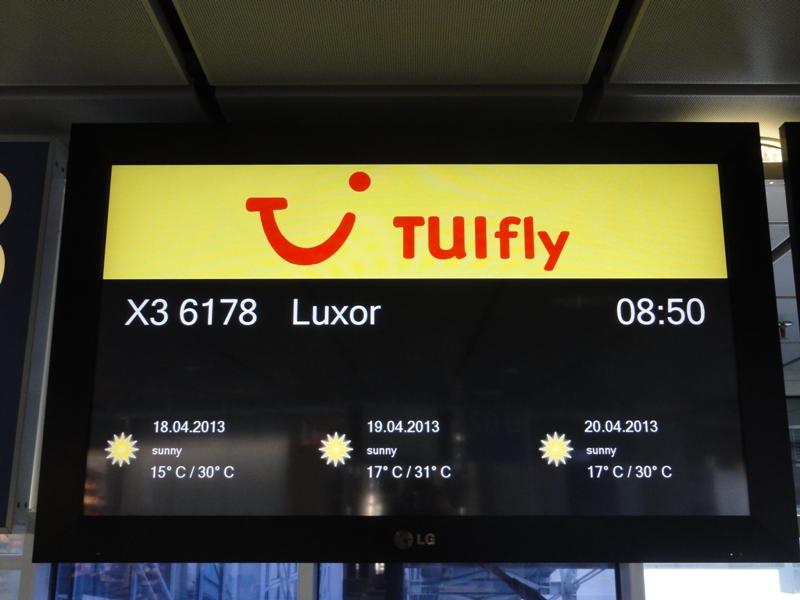 TUIfly
X3 6178 Luxor 08:50
18.04.2013 19.04.2013 20.04.2013
sunny sunny sunny
15° C / 30° C 17° C / 31° C 17° C / 30° C
LG